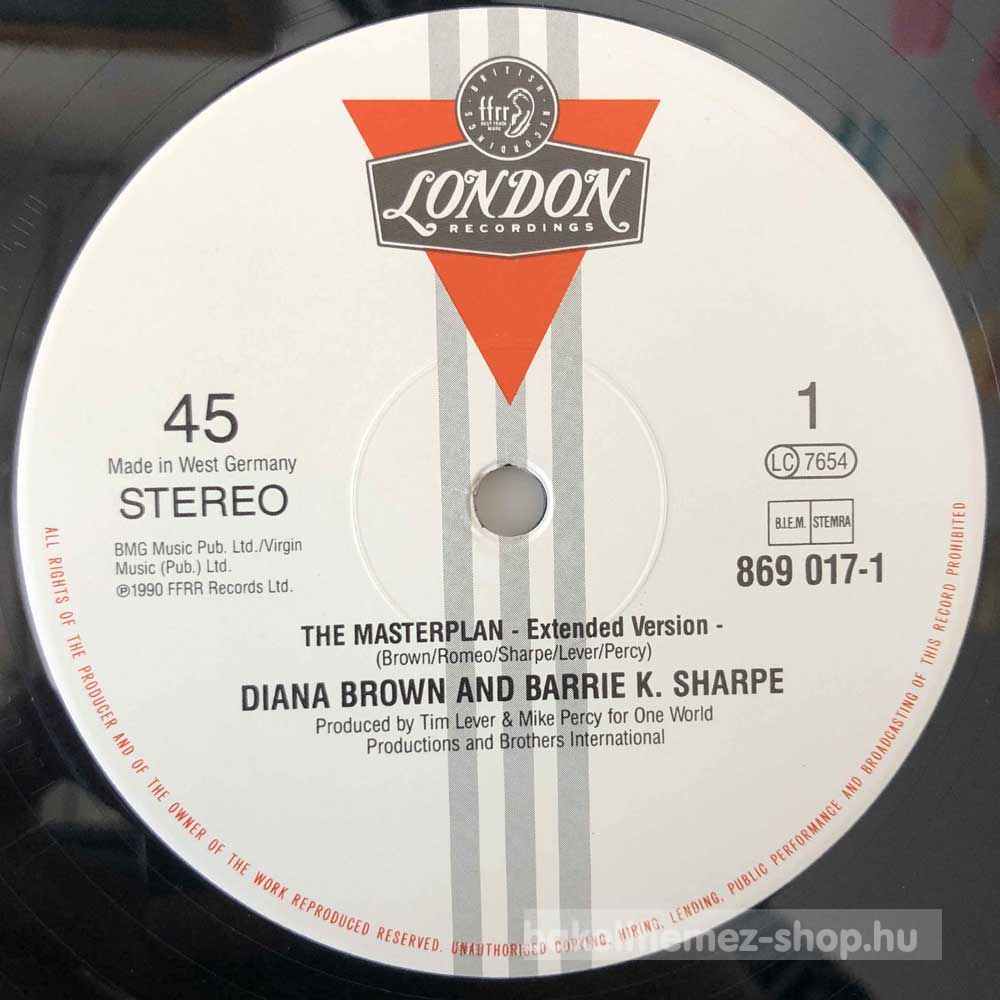 BRITISH RECORDINGS
ffrr
LONDON
RECORDINGS
45
Made in West Germany
STEREO
BMG Music Pub. Ltd./Virgin
Music (Pub.) Ltd.
℗1990 FFRR Records Ltd.
1
LC 7654
B.I.E.M. STEMRA
869 017-1
THE MASTERPLAN - Extended Version -
(Brown/Romeo/Sharpe/Lever/Percy)
DIANA BROWN AND BARRIE K. SHARPE
Produced by Tim Lever & Mike Percy for One World
Productions and Brothers International
ALL RIGHTS OF THE PRODUCER AND OF THE OWNER OF THE WORK REPRODUCED RESERVED. UNAUTHORISED COPYING, HIRING, LENDING, PUBLIC PERFORMANCE AND BROADCASTING OF THIS RECORD PROHIBITED
bakelitlemez-shop.hu